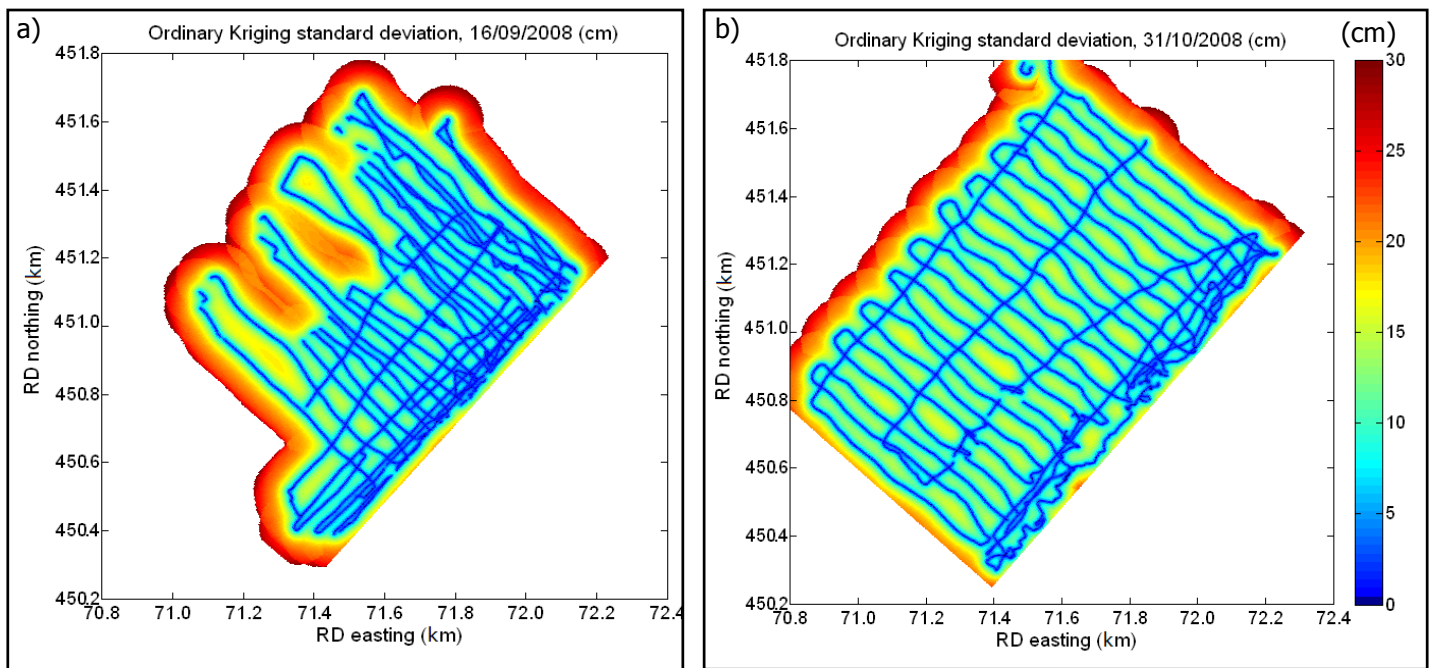 a)
Ordinary Kriging standard deviation, 16/09/2008 (cm)
451.8
451.6
451.4
451.2
451.0
450.8
450.6
450.4
450.2
RD northing (km)
70.8 71.0 71.2 71.4 71.6 71.8 72.0 72.2 72.4
RD easting (km)
b)
Ordinary Kriging standard deviation, 31/10/2008 (cm)
451.8
451.6
451.4
451.2
451.0
450.8
450.6
450.4
450.2
RD northing (km)
70.8 71.0 71.2 71.4 71.6 71.8 72.0 72.2 72.4
RD easting (km)
(cm)
30
25
20
15
10
5
0